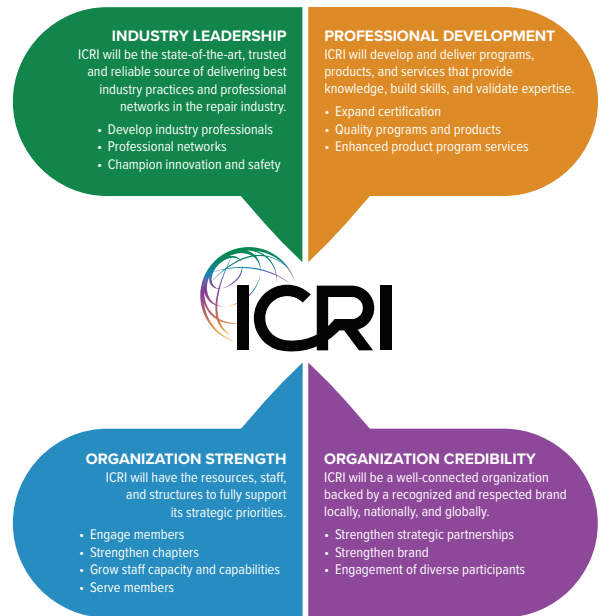 INDUSTRY LEADERSHIP
ICRI will be the state-of-the-art, trusted
and reliable source of delivering best
industry practices and professional
networks in the repair industry.
• Develop industry professionals
• Professional networks
• Champion innovation and safety
PROFESSIONAL DEVELOPMENT
ICRI will develop and deliver programs,
products, and services that provide
knowledge, build skills, and validate expertise.
• Expand certification
• Quality programs and products
• Enhanced product program services
ICRI
ORGANIZATION STRENGTH
ICRI will have the resources, staff,
and structures to fully support
its strategic priorities.
• Engage members
• Strengthen chapters
• Grow staff capacity and capabilities
• Serve members
ORGANIZATION CREDIBILITY
ICRI will be a well-connected organization
backed by a recognized and respected brand
locally, nationally, and globally.
• Strengthen strategic partnerships
• Strengthen brand
• Engagement of diverse participants